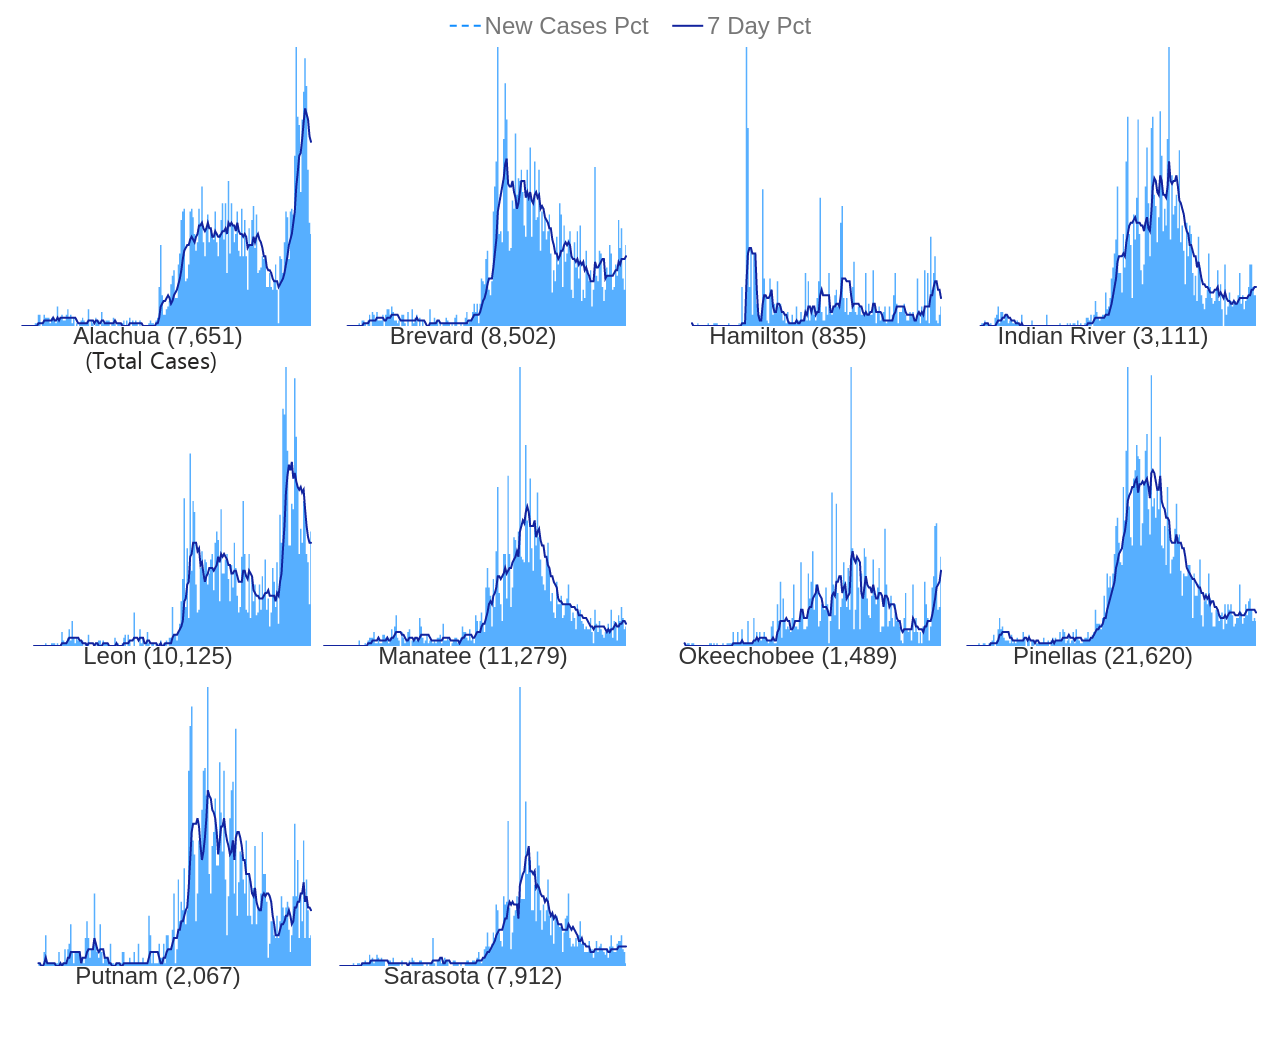 New Cases Pct 7 Day Pct
Alachua (7,651) Brevard (8,502) Hamilton (835) Indian River (3,111)
(Total Cases)
Leon (10,125) Manatee (11,279) Okeechobee (1,489) Pinellas (21,620)
Putnam (2,067) Sarasota (7,912)